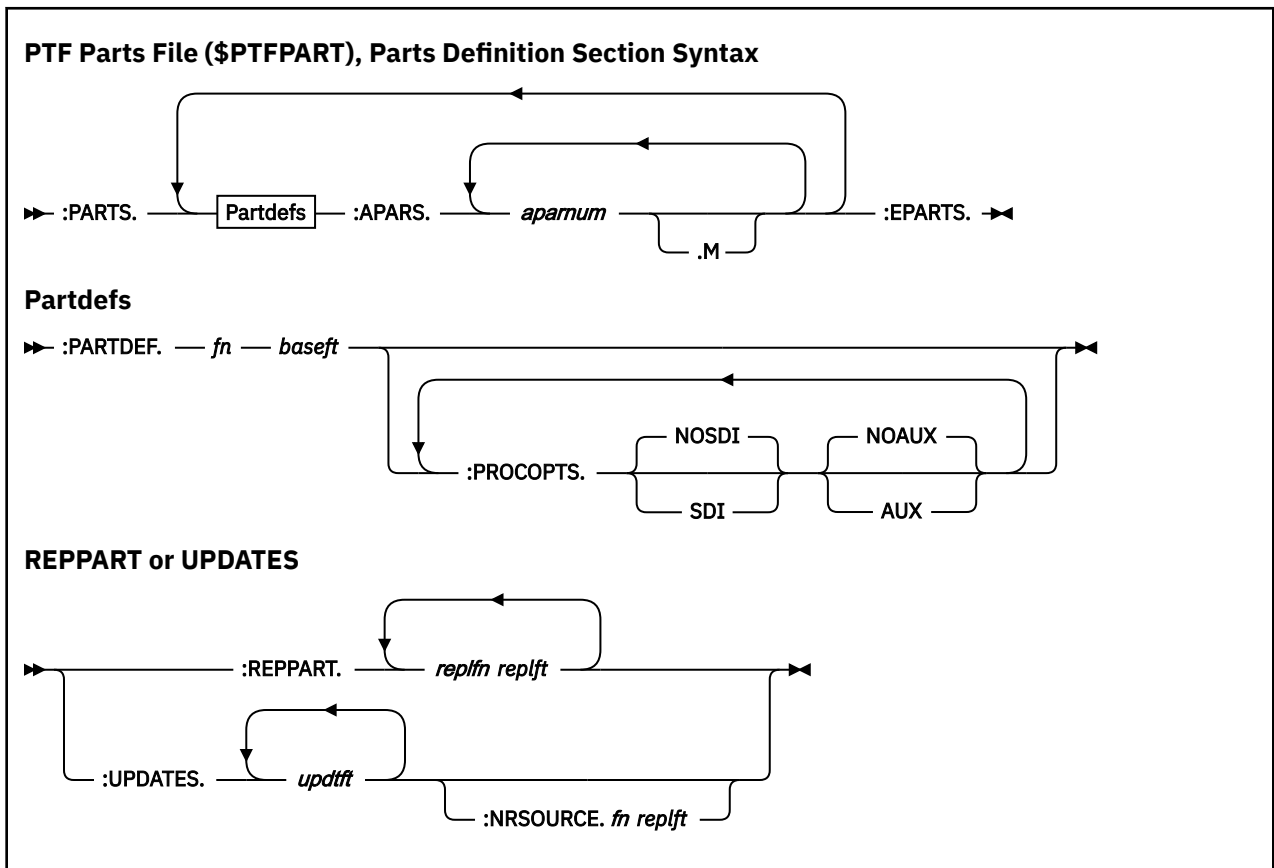 PTF Parts File ($PTFPART), Parts Definition Section Syntax
:PARTS. Partdefs :APARS. aparnum :EPARTS.
.M
Partdefs
:PARTDEF. fn baseft
NOSDI NOAUX
:PROCOPTS.
SDI AUX
REPPART or UPDATES
:REPPART. replfn replft
:UPDATES. updtft
:NRSOURCE. fn replft